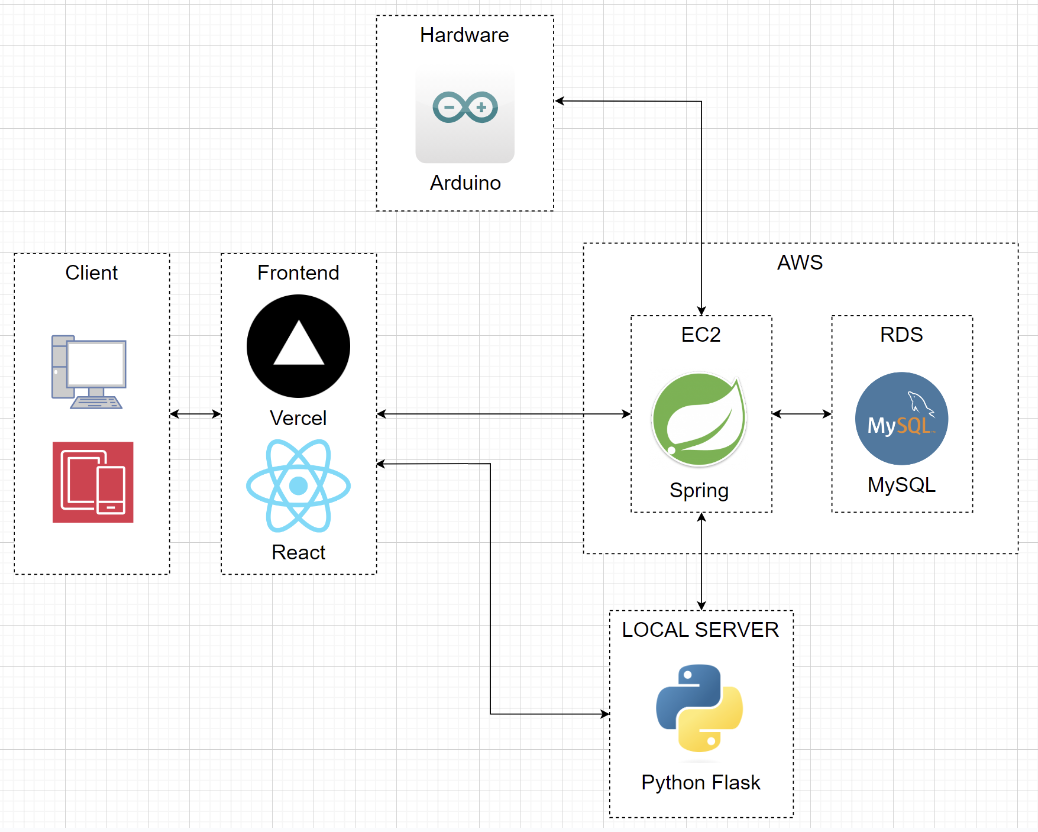 Hardware
Arduino
Client
Frontend
Vercel
React
AWS
EC2
Spring
RDS
MySQL
MySQL
LOCAL SERVER
Python Flask